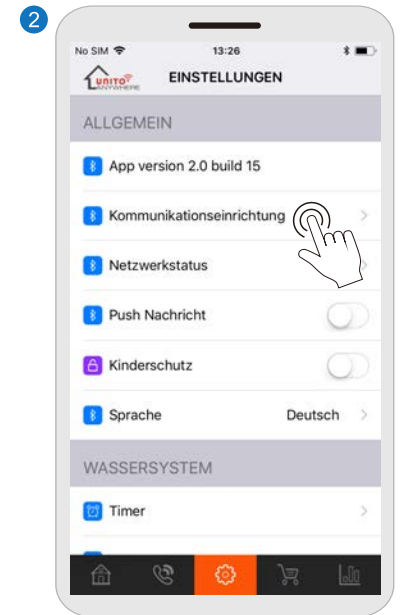 2
No SIM 13:26
UNITO
ANYWHERE
EINSTELLUNGEN
ALLGEMEIN
App version 2.0 build 15
Kommunikationseinrichtung
Netzwerkstatus
Push Nachricht
Kinderschutz
Sprache Deutsch
WASSERSYSTEM
Timer